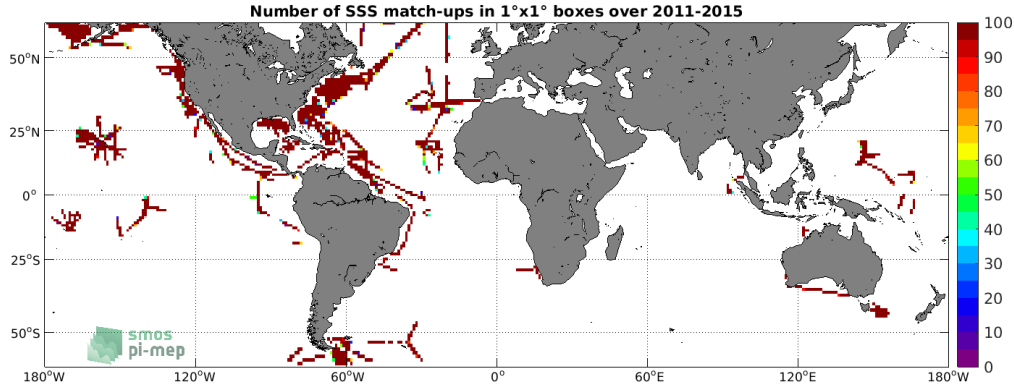 Number of SSS match-ups in 1°x1° boxes over 2011-2015
50°N
25°N
0°
25°S
50°S
180°W
120°W
60°W
0°E
60°E
120°E
180°E
100
90
80
70
60
50
40
30
20
10
0
smos
pi-mep